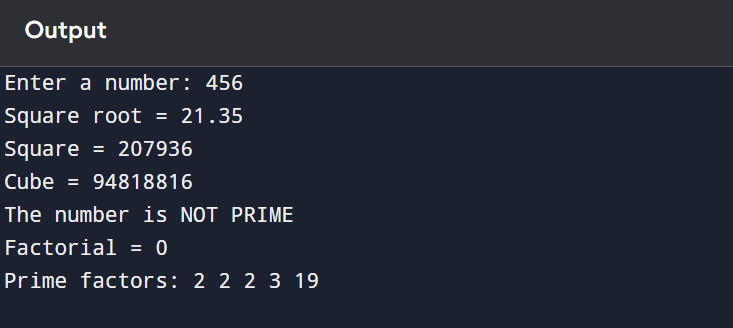 Output
Enter a number: 456
Square root = 21.35
Square = 207936
Cube = 94818816
The number is NOT PRIME
Factorial = 0
Prime factors: 2 2 2 3 19